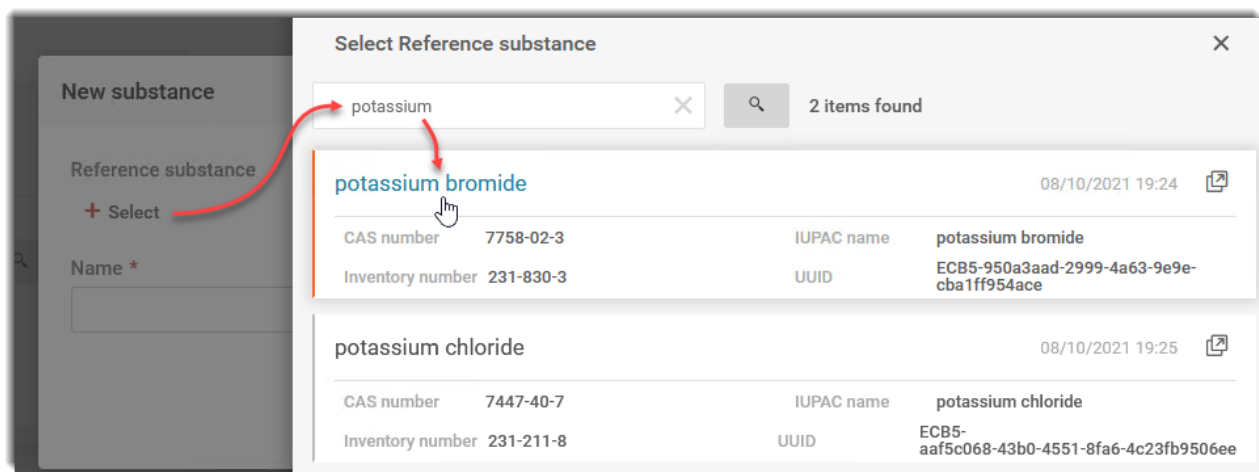 Select Reference substance
New substance
potassium
2 items found
Reference substance
+ Select
Name *
potassium bromide
08/10/2021 19:24
CAS number 7758-02-3 IUPAC name potassium bromide
Inventory number 231-830-3 UUID ECB5-950a3aad-2999-4a63-9e9e-
cba1ff954ace
potassium chloride
08/10/2021 19:25
CAS number 7447-40-7 IUPAC name potassium chloride
Inventory number 231-211-8 UUID ECB5-
aaf5c068-43b0-4551-8fa6-4c23fb9506ee